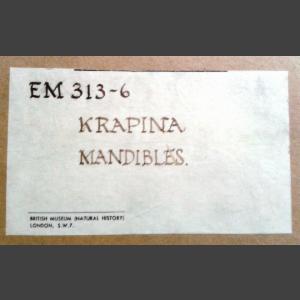 EM 313-6
KRAPINA
MANDIBLES.
BRITISH MUSEUM (NATURAL HISTORY)
LONDON, S.W.7.